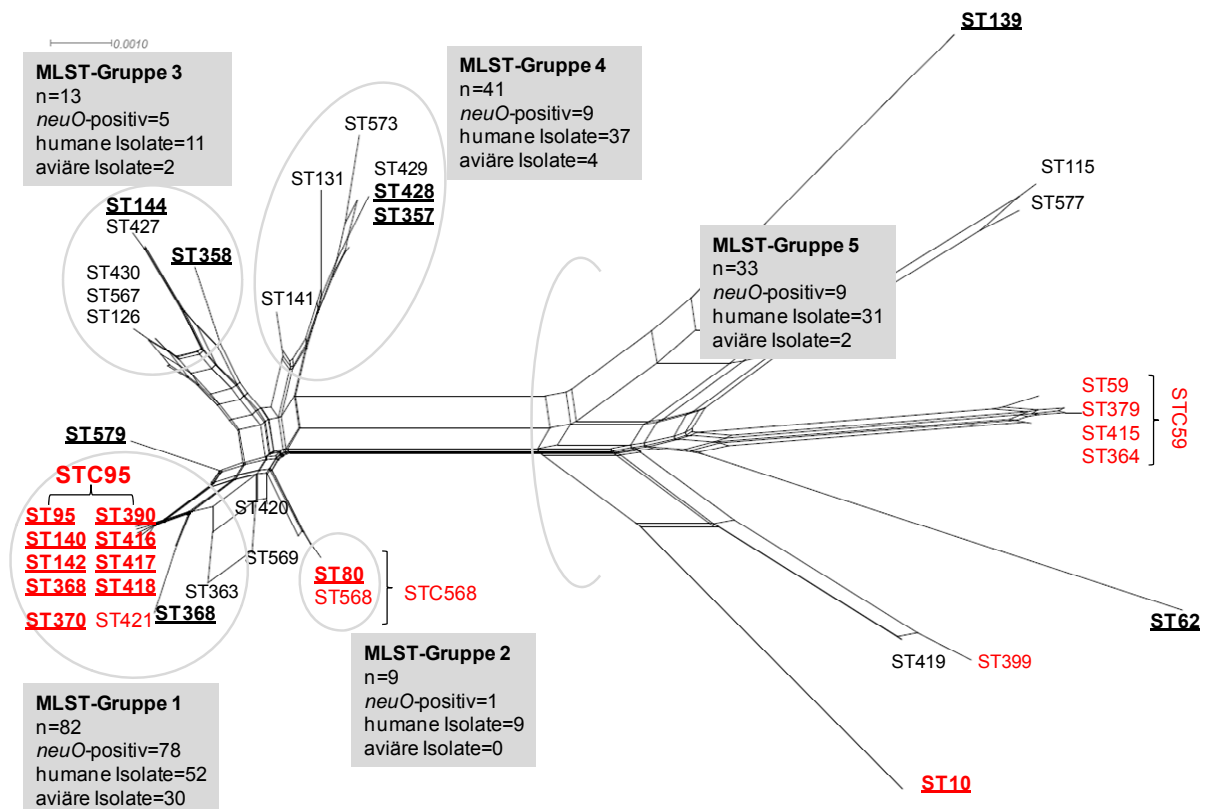 ST139
0.0010
MLST-Gruppe 3
n=13
neuO-positiv=5
humane Isolate=11
aviäre Isolate=2
MLST-Gruppe 4
n=41
neuO-positiv=9
humane Isolate=37
aviäre Isolate=4
ST573
ST429
ST428
ST357
ST131
ST115
ST577
ST144
ST427
ST358
ST430
ST567
ST126
ST141
MLST-Gruppe 5
n=33
neuO-positiv=9
humane Isolate=31
aviäre Isolate=2
ST59
ST379
ST415
ST364
STC59
ST579
STC95
ST95 ST390
ST140 ST416
ST142 ST417
ST368 ST418
ST370 ST421
ST420
ST569
ST363
ST368
ST80
ST568
STC568
ST62
ST419
ST399
ST10
MLST-Gruppe 2
n=9
neuO-positiv=1
humane Isolate=9
aviäre Isolate=0
MLST-Gruppe 1
n=82
neuO-positiv=78
humane Isolate=52
aviäre Isolate=30